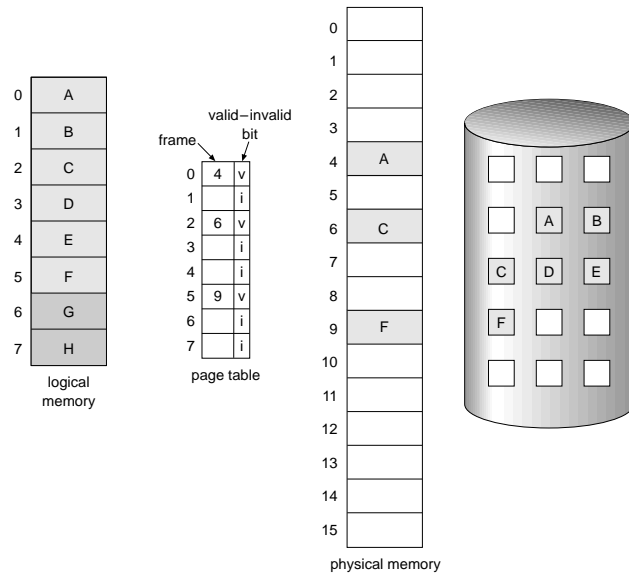 0 A
1 B
2 C
3 D
4 E
5 F
6 G
7 H
logical
memory
valid–invalid
bit
frame
0 4 v
1 i
2 6 v
3 i
4 i
5 9 v
6 i
7 i
page table
0
1
2
3
4 A
5
6 C
7
8
9 F
10
11
12
13
14
15
physical memory
A B
C D E
F